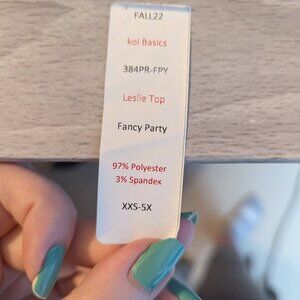 FALL22
koi Basics
384PR-FPY
Leslie Top
Fancy Party
97% Polyester
3% Spandex
XXS-5X